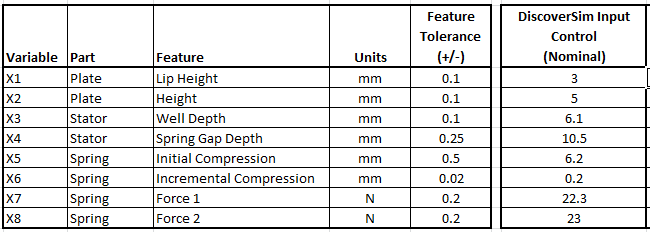 Feature Tolerance (+/-) DiscoverSim Input Control (Nominal)
Variable Part Feature Units
X1 Plate Lip Height mm 0.1 3
X2 Plate Height mm 0.1 5
X3 Stator Well Depth mm 0.1 6.1
X4 Stator Spring Gap Depth mm 0.25 10.5
X5 Spring Initial Compression mm 0.5 6.2
X6 Spring Incremental Compression mm 0.02 0.2
X7 Spring Force 1 N 0.2 22.3
X8 Spring Force 2 N 0.2 23